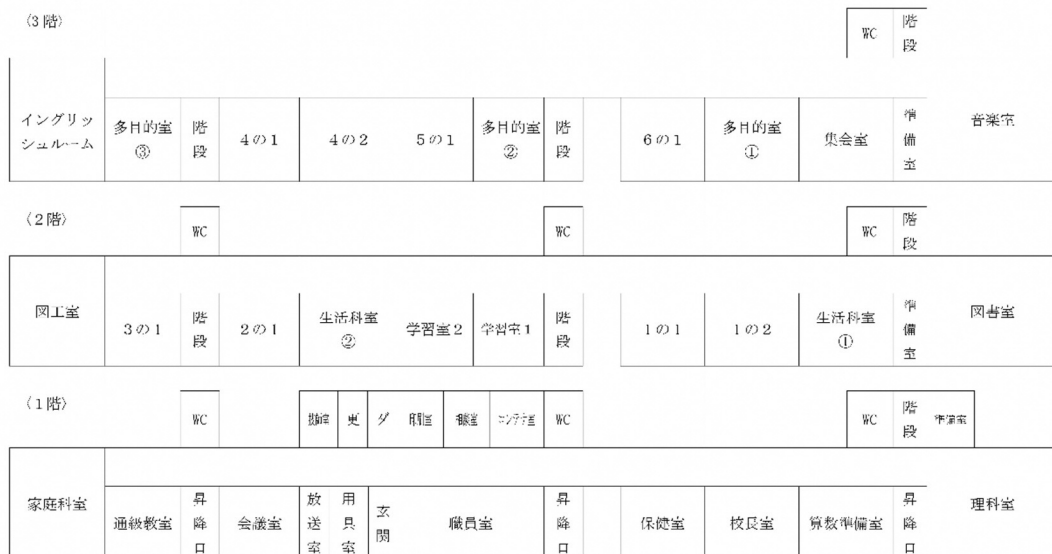 〈3階〉
WC
階段
イングリッシュルーム
多目的室③
階段
4の1
4の2
5の1
多目的室②
階段
6の1
多目的室①
集会室
準備室
音楽室
〈2階〉
WC
WC
WC
階段
図工室
3の1
階段
2の1
生活科室②
学習室2
学習室1
階段
1の1
1の2
生活科室①
準備室
図書室
〈1階〉
WC
更
ダ
WC
WC
階段
準備室
家庭科室
通級教室
昇降口
会議室
放送室
用具室
玄関
職員室
昇降口
保健室
校長室
算数準備室
昇降口
理科室